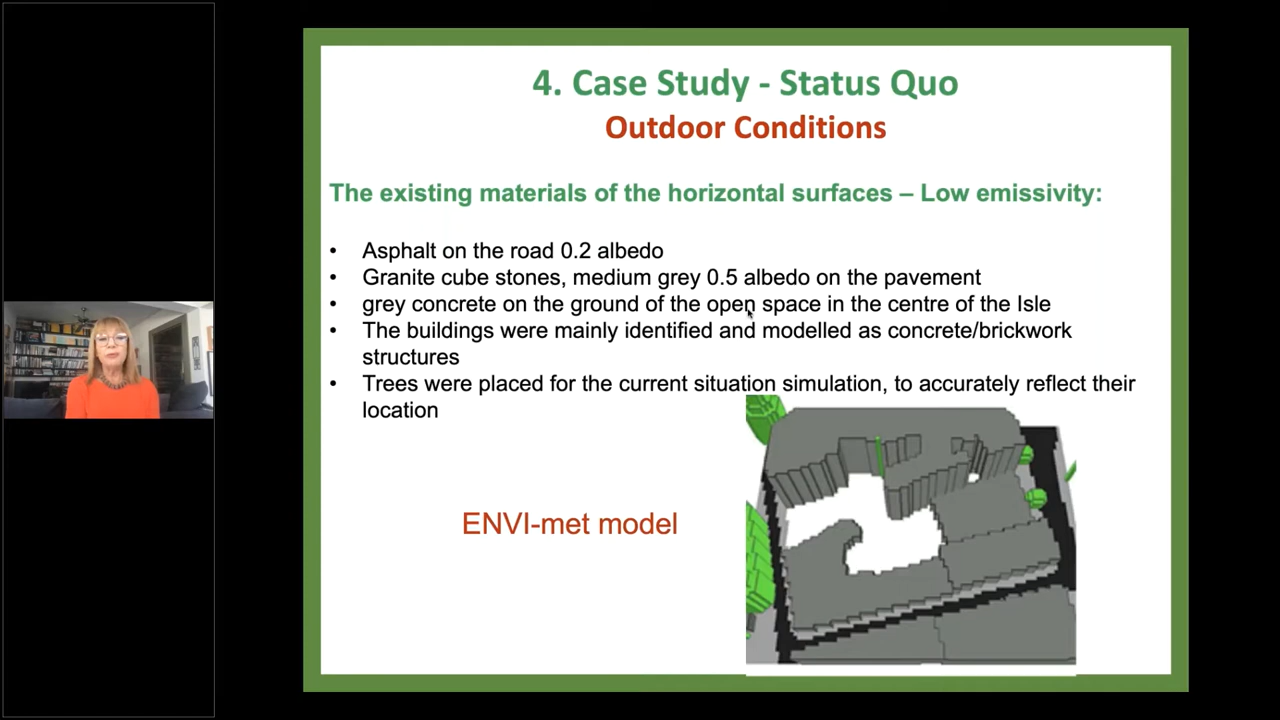 4. Case Study - Status Quo
Outdoor Conditions
The existing materials of the horizontal surfaces – Low emissivity:
• Asphalt on the road 0.2 albedo
• Granite cube stones, medium grey 0.5 albedo on the pavement
• grey concrete on the ground of the open space in the centre of the Isle
• The buildings were mainly identified and modelled as concrete/brickwork
structures
• Trees were placed for the current situation simulation, to accurately reflect their
location
ENVI-met model